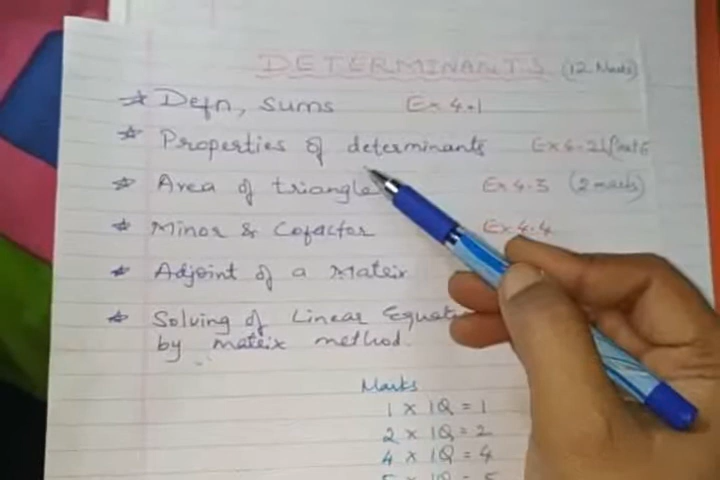 DETERMINANTS (12 Marks)
☆ Defn, sums Ex 4.1
☆ Properties of determinants Ex 4.2
☆ Area of triangle Ex 4.3 (2 marks)
☆ Minor & Cofactor Ex 4.4
☆ Adjoint of a Matrix
☆ Solving of Linear
by matrix method.
Marks
1 x 1Q = 1
2 x 1Q = 2
4 x 1Q = 4